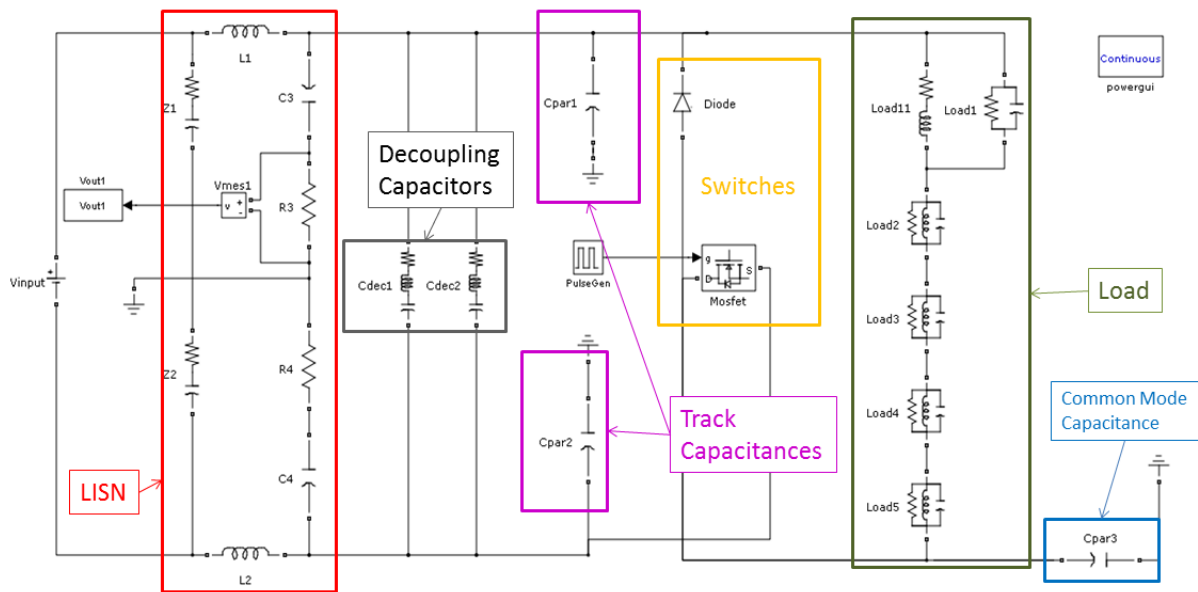 L1
Z1
C3
Vout1
Vout1
Vmes1
v
+
-
R3
Vinput
+
Z2
R4
C4
L2
LISN
Decoupling
Capacitors
Cdec1
Cdec2
Cpar1
PulseGen
Cpar2
Track
Capacitances
Diode
Switches
g
D
S
Mosfet
Load11
Load1
Load2
Load3
Load4
Load5
Load
Continuous
powergui
Common Mode
Capacitance
Cpar3